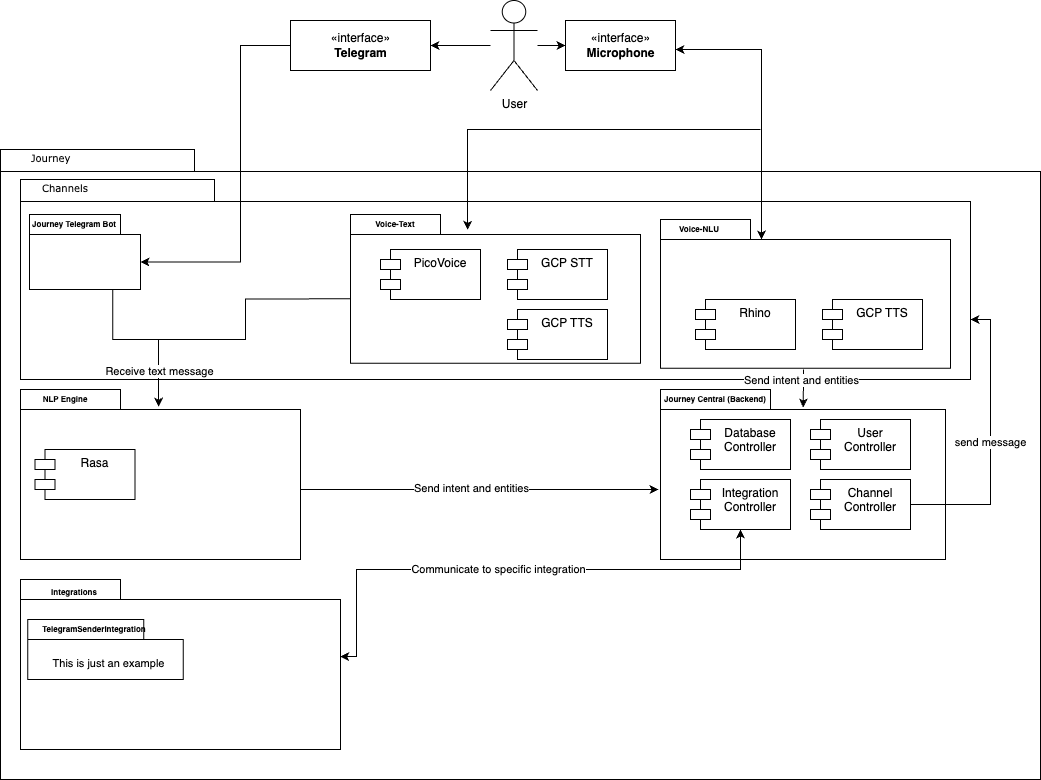 «interface»
Telegram
«interface»
Microphone
User
Journey
Channels
Journey Telegram Bot
Voice-Text
Voice-NLU
PicoVoice
GCP STT
GCP TTS
Rhino
GCP TTS
Receive text message
Send intent and entities
NLP Engine
Rasa
Journey Central (Backend)
Database
Controller
User
Controller
Integration
Controller
Channel
Controller
send message
Send intent and entities
Communicate to specific integration
Integrations
TelegramSenderIntegration
This is just an example